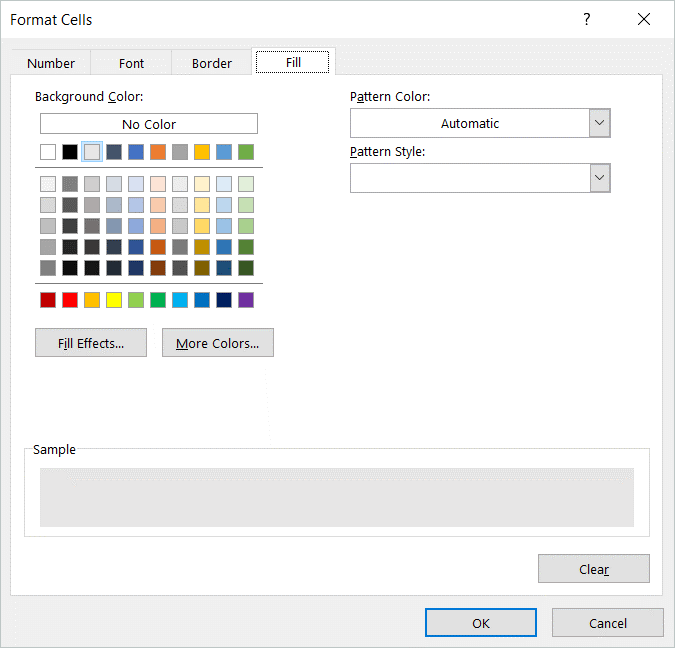 Format Cells ?
Number Font Border Fill
Background Color:
No Color
Pattern Color:
Automatic
Pattern Style:
Fill Effects... More Colors...
Sample
Clear
OK Cancel